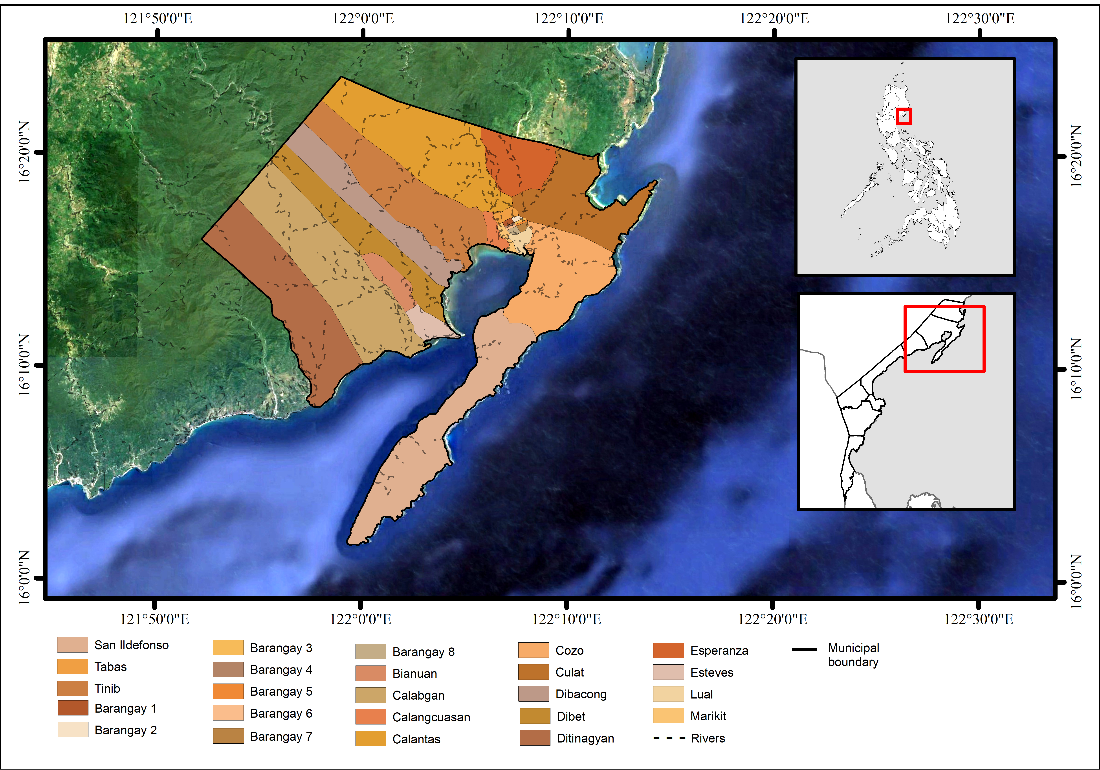 121°50'0"E 122°0'0"E 122°10'0"E 122°20'0"E 122°30'0"E
16°20'0"N 16°20'0"N
16°10'0"N 16°10'0"N
16°0'0"N 16°0'0"N
121°50'0"E 122°0'0"E 122°10'0"E 122°20'0"E 122°30'0"E
San Ildefonso
Tabas
Tinib
Barangay 1
Barangay 2
Barangay 3
Barangay 4
Barangay 5
Barangay 6
Barangay 7
Barangay 8
Bianuan
Calabgan
Calangcuasan
Calantas
Cozo
Culat
Dibacong
Dibet
Ditinagyan
Esperanza
Esteves
Lual
Marikit
Rivers
Municipal
boundary